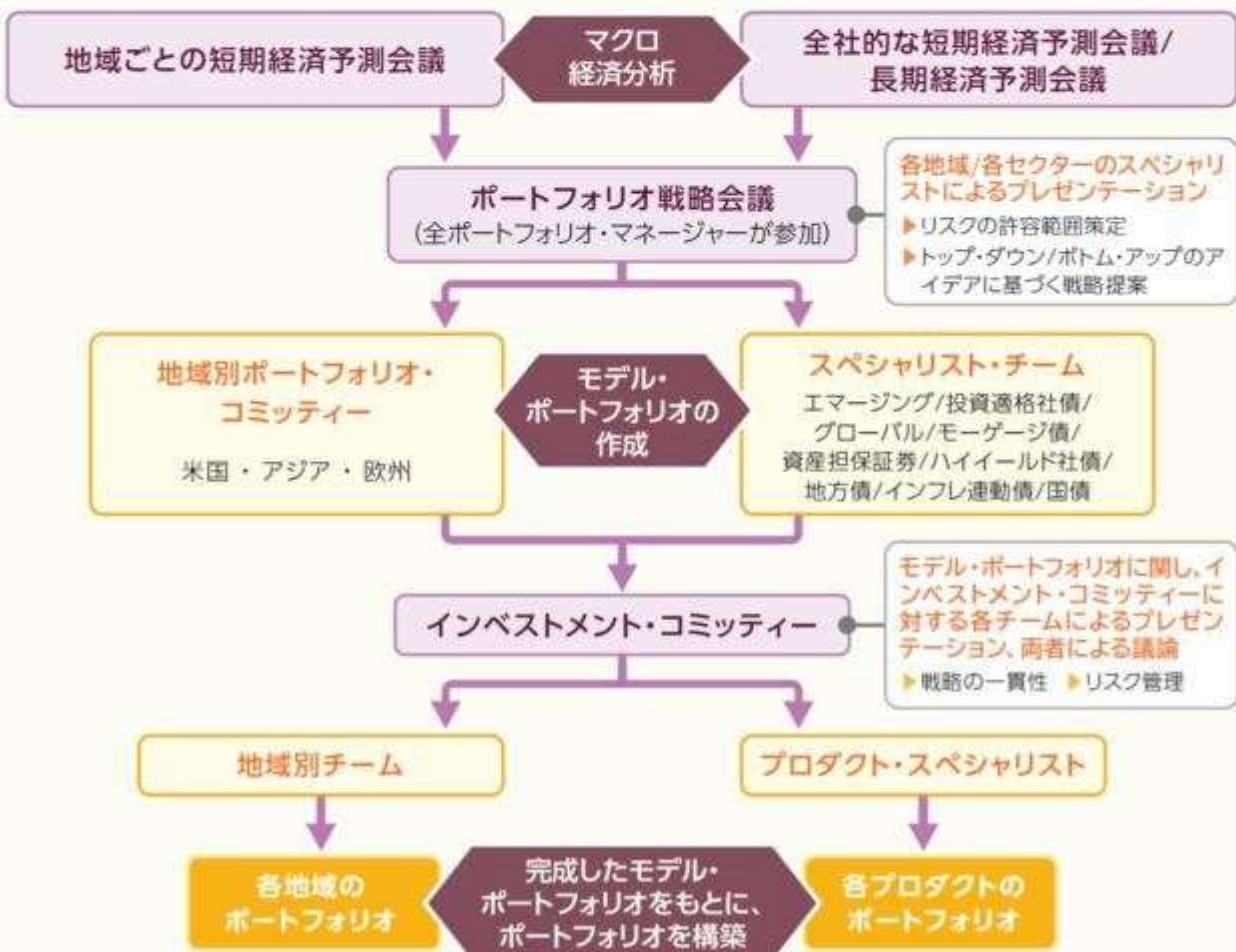 地域ごとの短期経済予測会議
マクロ
経済分析
全社的な短期経済予測会議/
長期経済予測会議
ポートフォリオ戦略会議
(全ポートフォリオ・マネージャーが参加)
各地域/各セクターのスペシャリ
ストによるプレゼンテーション
▶リスクの許容範囲策定
▶トップ・ダウン/ボトム・アップのア
イデアに基づく戦略提案
地域別ポートフォリオ・
コミッティー
米国・アジア・欧州
モデル・
ポートフォリオの
作成
スペシャリスト・チーム
エマージング/投資適格社債/
グローバル/モーゲージ債/
資産担保証券/ハイイールド社債/
地方債/インフレ連動債/国債
インベストメント・コミッティー
モデル・ポートフォリオに関し、イ
ンベストメント・コミッティーに
対する各チームによるプレゼン
テーション、両者による議論
▶戦略の一貫性 ▶リスク管理
地域別チーム
プロダクト・スペシャリスト
各地域の
ポートフォリオ
完成したモデル・
ポートフォリオをもとに、
ポートフォリオを構築
各プロダクトの
ポートフォリオ